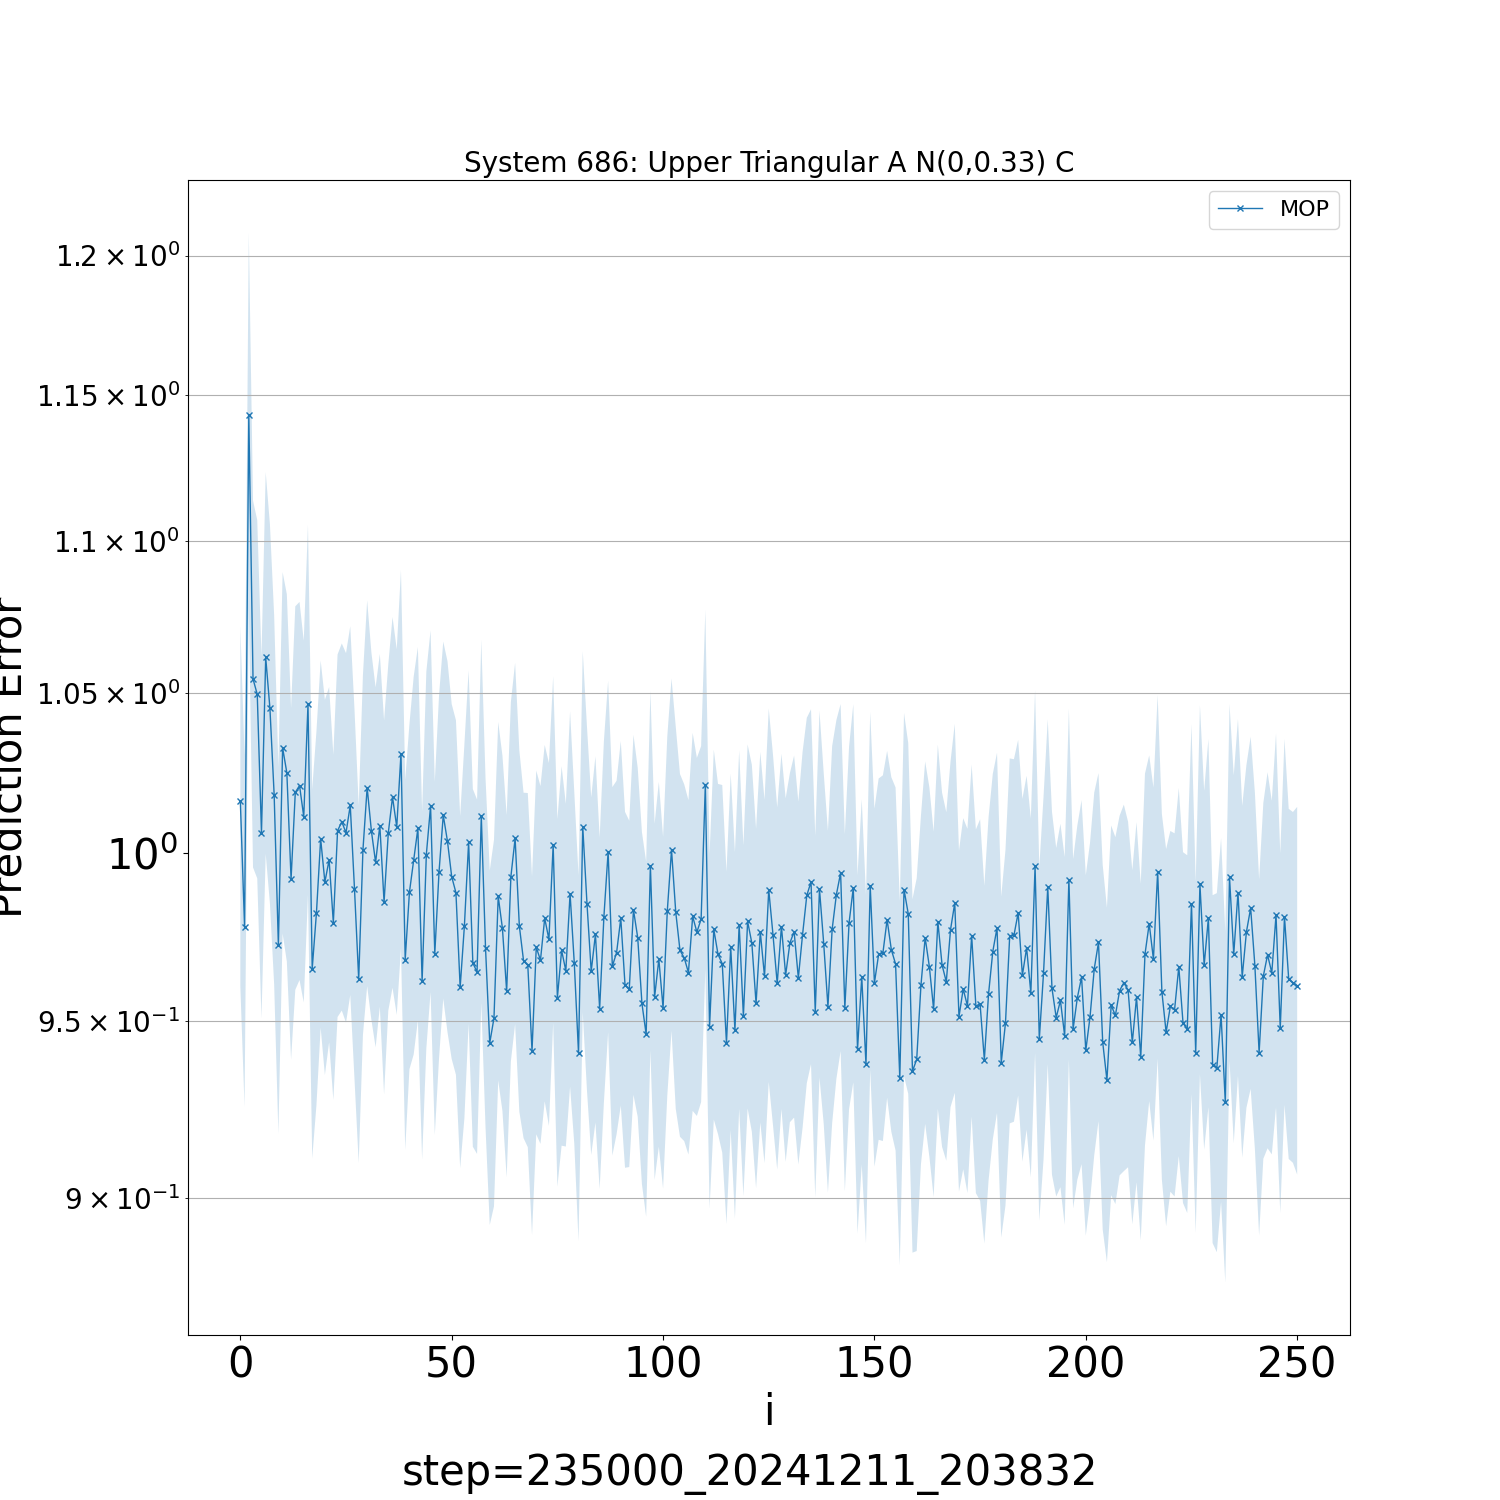 System 686: Upper Triangular A N(0,0.33) C
MOP
1.2 × 10⁰
1.15 × 10⁰
1.1 × 10⁰
1.05 × 10⁰
10⁰
9.5 × 10⁻¹
9 × 10⁻¹
Prediction Error
0 50 100 150 200 250
i
step=235000_20241211_203832